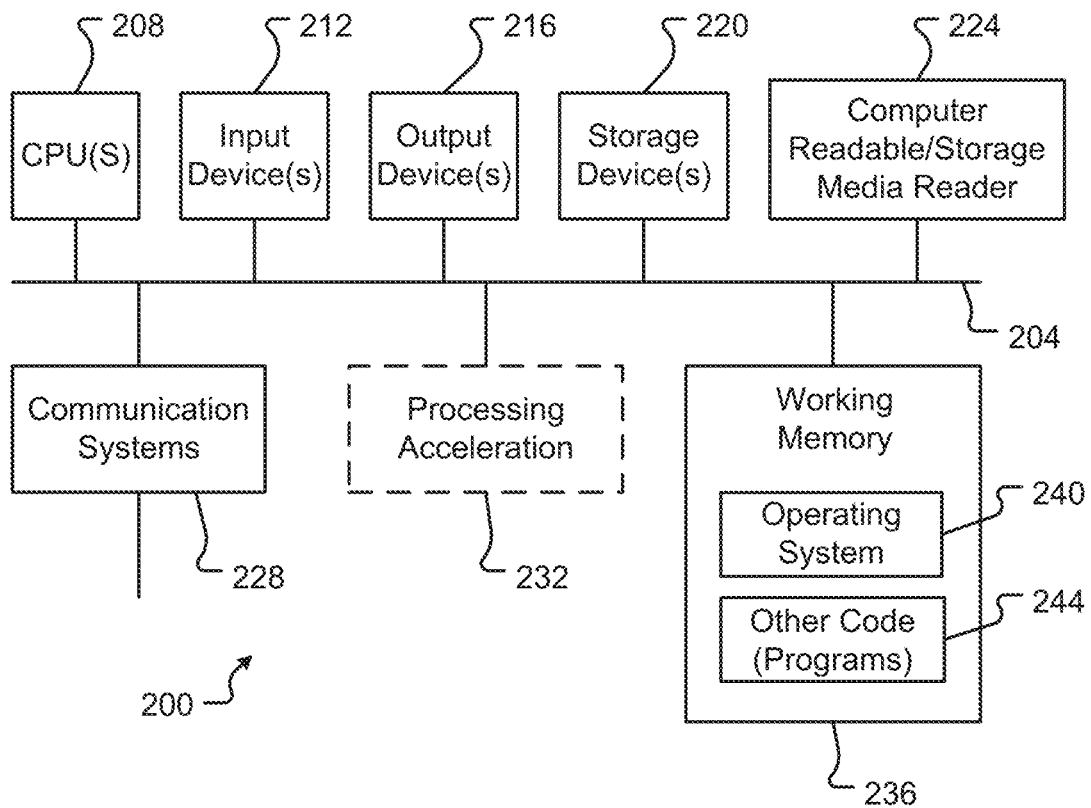 208
212
216
220
224
CPU(S)
Input
Device(s)
Output
Device(s)
Storage
Device(s)
Computer
Readable/Storage
Media Reader
204
Communication
Systems
Processing
Acceleration
Working
Memory
Operating
System
240
Other Code
(Programs)
244
228
232
200
236